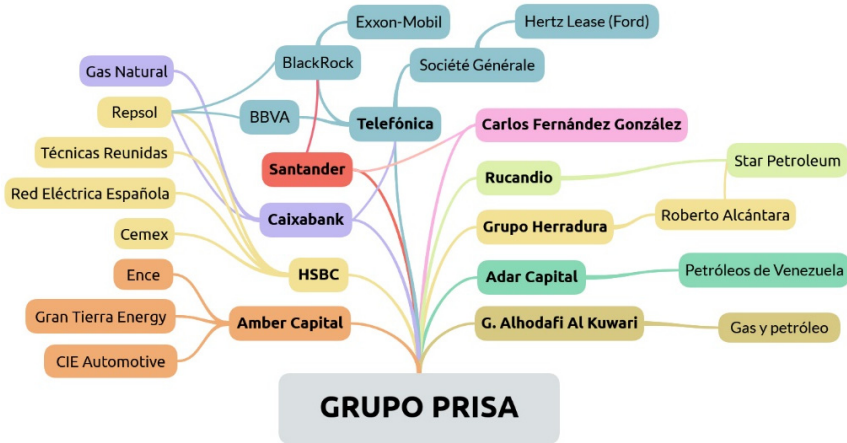 Exxon-Mobil
Hertz Lease (Ford)
BlackRock
Société Générale
Gas Natural
Repsol
BBVA
Telefónica
Carlos Fernández González
Técnicas Reunidas
Santander
Rucandio
Star Petroleum
Red Eléctrica Española
Caixabank
Grupo Herradura
Roberto Alcántara
Cemex
HSBC
Adar Capital
Petróleos de Venezuela
Ence
Gran Tierra Energy
Amber Capital
G. Alhodafi Al Kuwari
Gas y petróleo
CIE Automotive
GRUPO PRISA